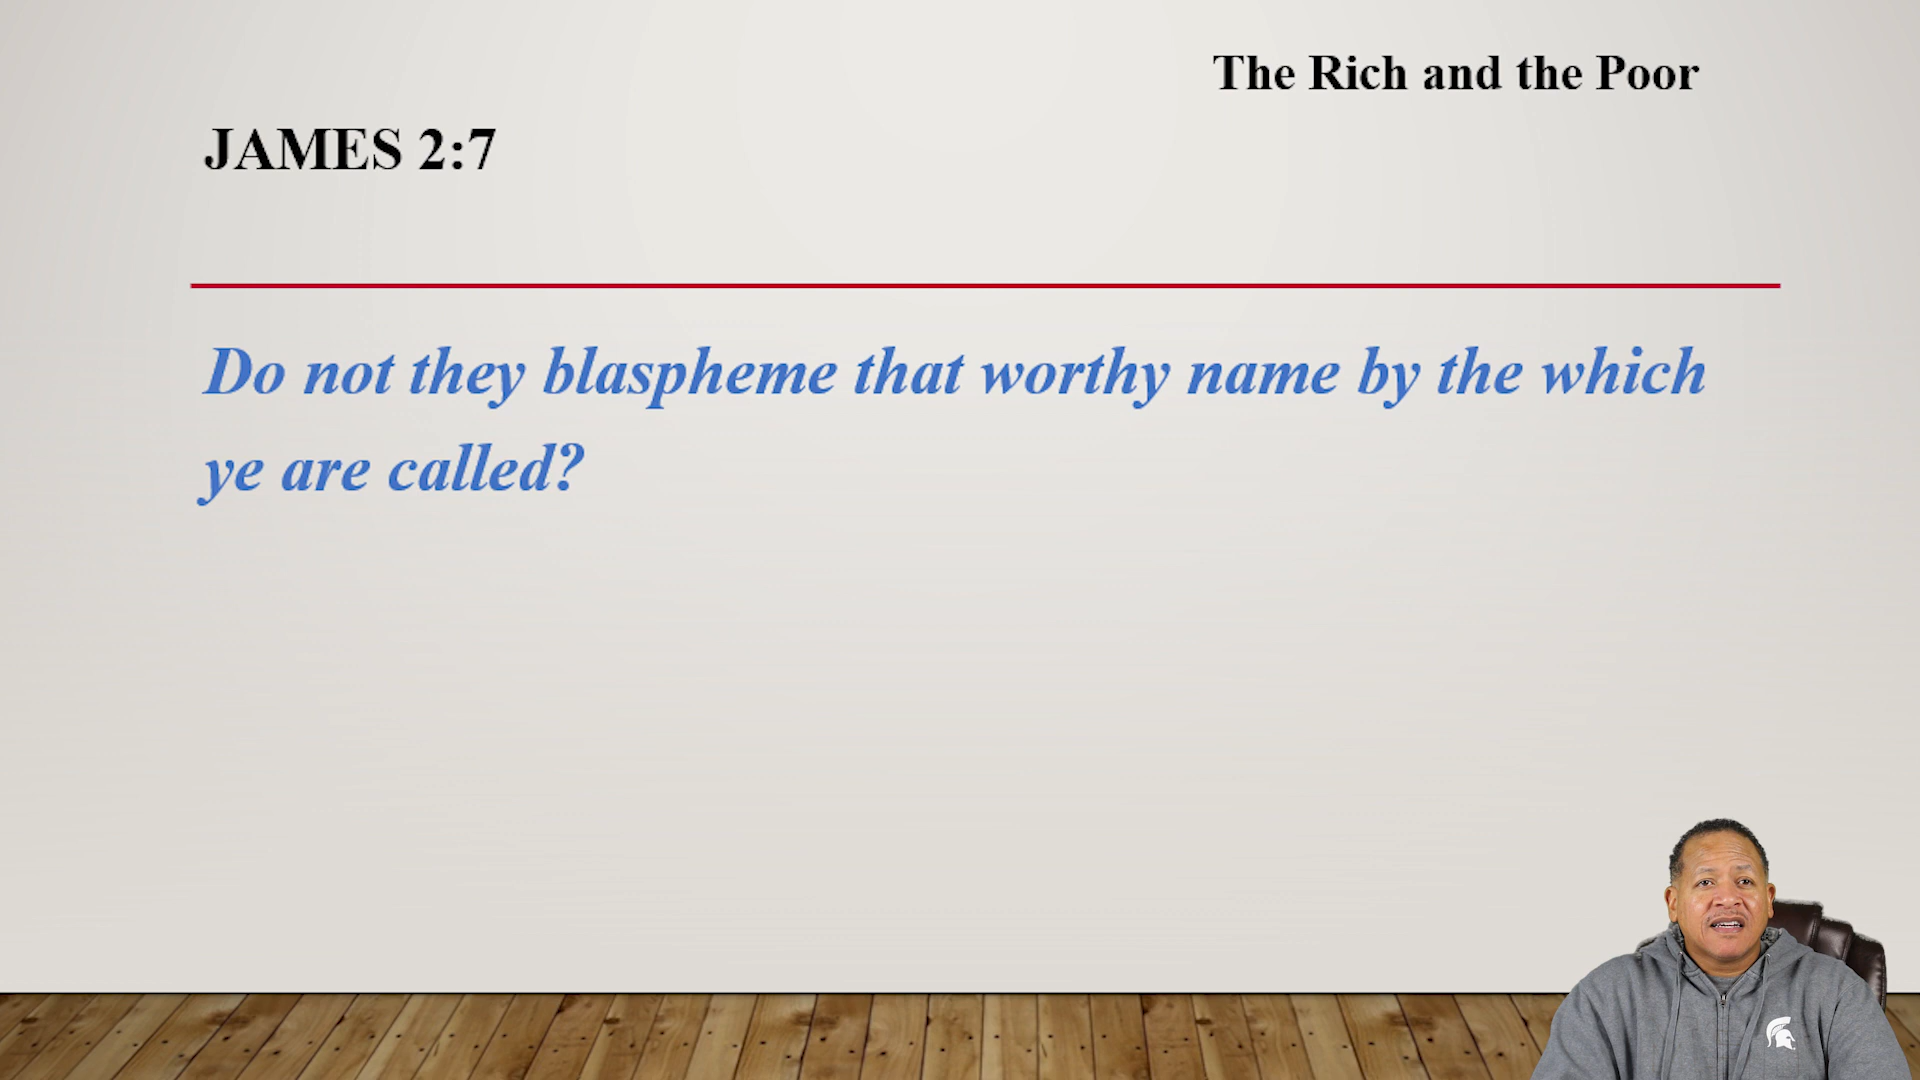 The Rich and the Poor
JAMES 2:7
Do not they blaspheme that worthy name by the which
ye are called?